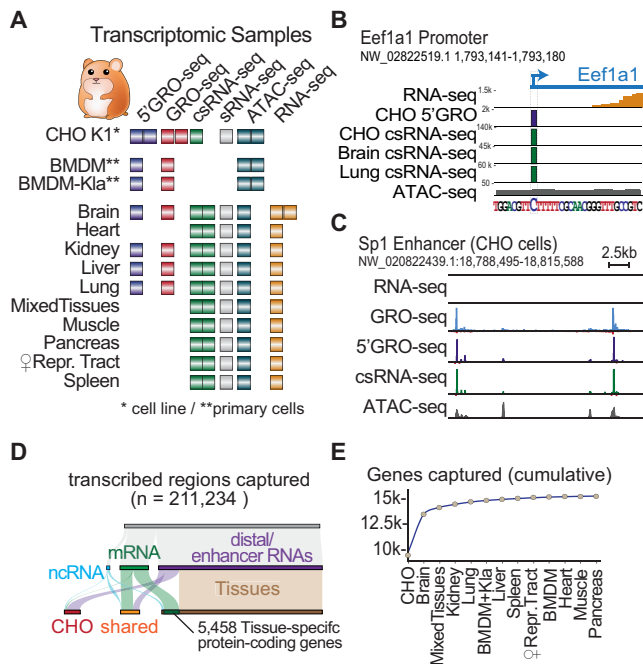 A
Transcriptomic Samples
5'GRO-seq
GRO-seq
csRNA-seq
sRNA-seq
ATAC-seq
RNA-seq
CHO K1*
BMDM**
BMDM-Kla**
Brain
Heart
Kidney
Liver
Lung
MixedTissues
Muscle
Pancreas
♀Repr. Tract
Spleen
* cell line / **primary cells
B
Eef1a1 Promoter
NW_02822519.1 1,793,141-1,793,180
Eef1a1
1.5k-
RNA-seq
2k-
CHO 5'GRO
140k-
CHO csRNA-seq
45k-
Brain csRNA-seq
60 k-
Lung csRNA-seq
50-
ATAC-seq
TGGACGTTCTTTTTCGCAACGGGTTTGCCGTC
C
Sp1 Enhancer (CHO cells)
NW_020822439.1:18,788,495-18,815,588
2.5kb
RNA-seq
GRO-seq
5'GRO-seq
csRNA-seq
ATAC-seq
D
transcribed regions captured
(n = 211,234 )
mRNA
distal/
enhancer RNAs
ncRNA
Tissues
CHO
shared
5,458 Tissue-specifc
protein-coding genes
E
Genes captured (cumulative)
15k-
12.5k-
10k-
CHO
Brain
MixedTissues
Kidney
Lung
BMDM+Kla
Liver
Spleen
♀Repr.Tract
BMDM
Heart
Muscle
Pancreas